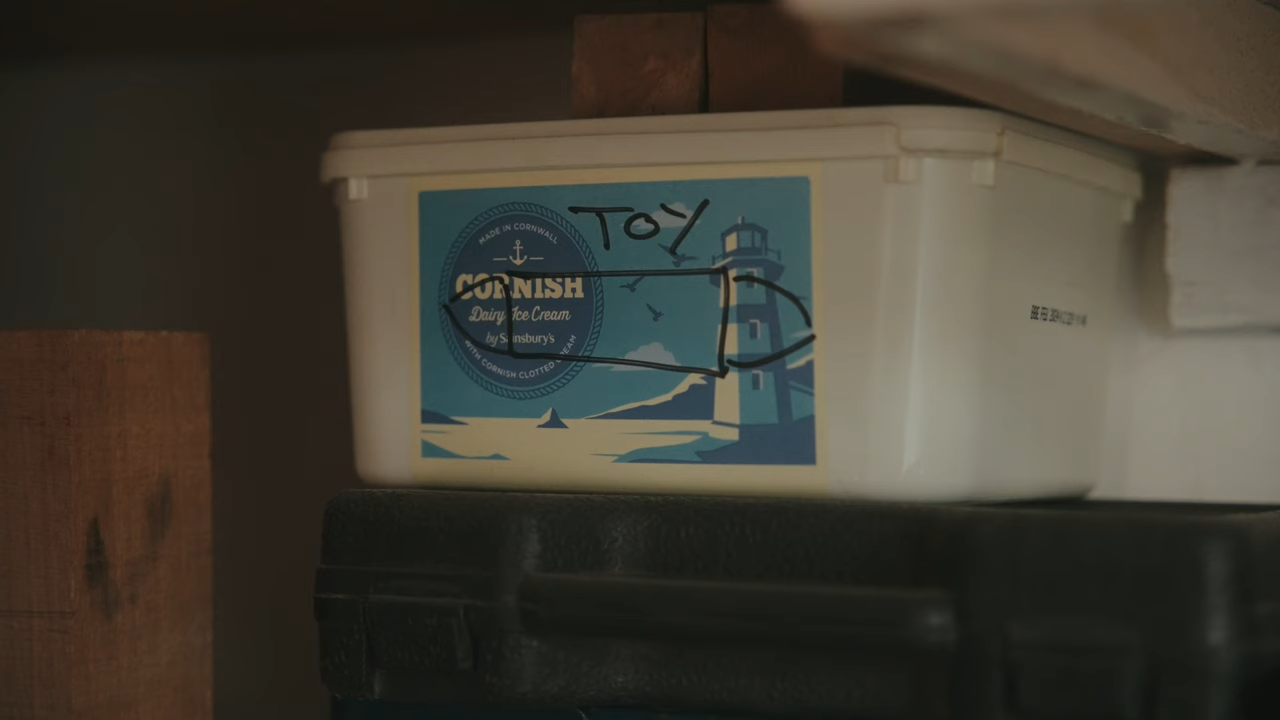 TOY
MADE IN CORNWALL
CORNISH
Dairy Ice Cream
by Sainsbury's
WITH CORNISH CLOTTED CREAM